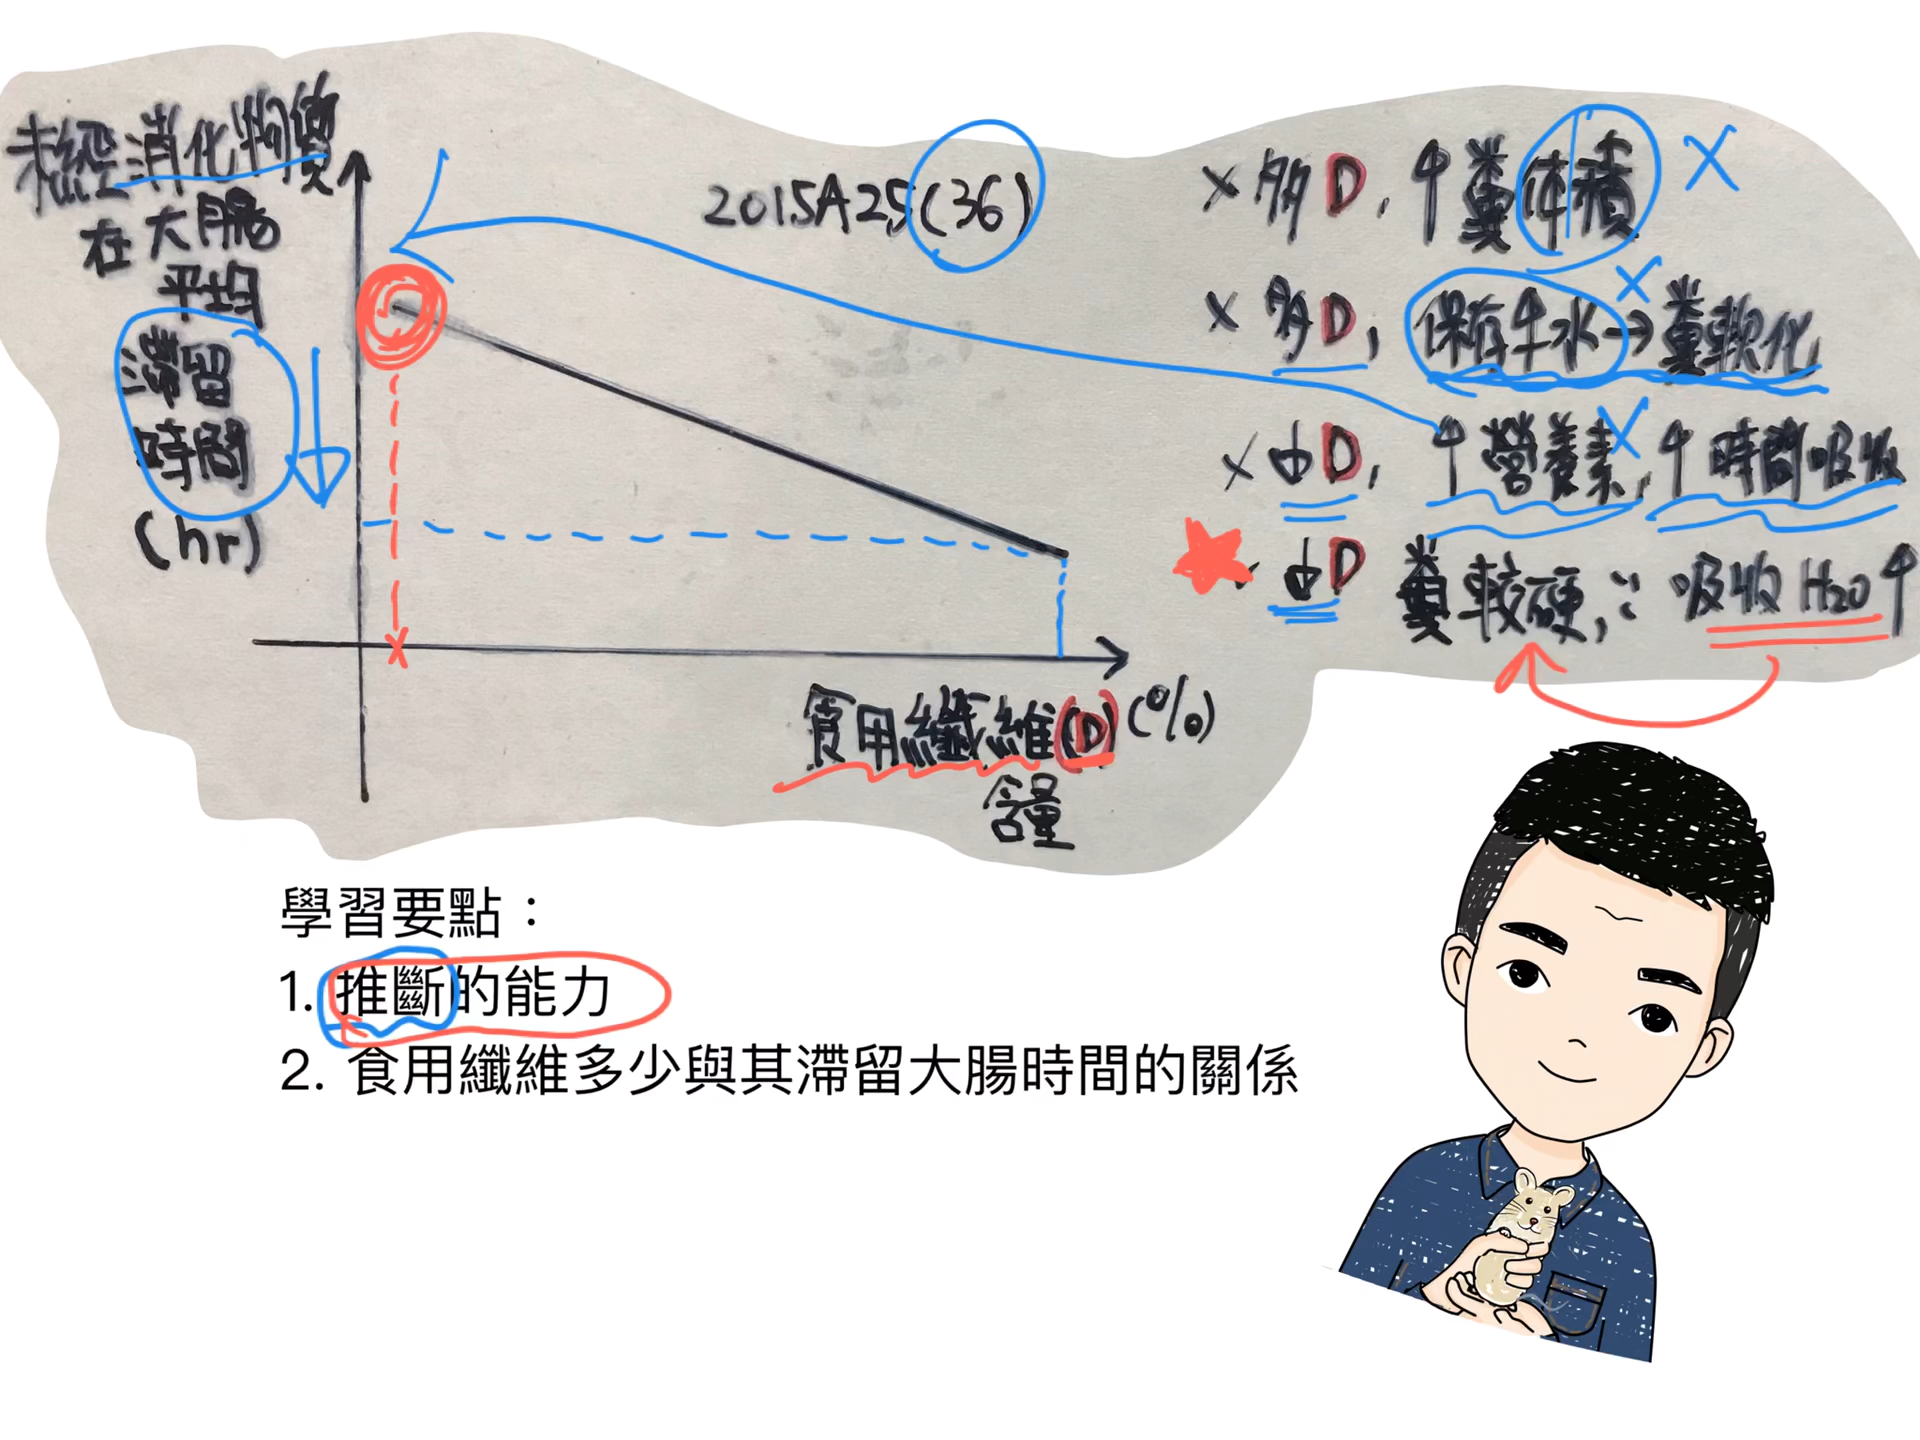 未經消化物質
在大腸
平均
滯留
時間
(hr)
2015A25(36)
食用纖維(D)(%)
含量
x 多D, ↑糞体積 X
x 多D, 保存牛水→糞軟化 X
x 少D, ↑營養素, ↑時間吸收 X
✓ 少D 糞較硬, ∵ 吸收H2O↑
x
學習要點：
1. 推斷的能力
2. 食用纖維多少與其滯留大腸時間的關係